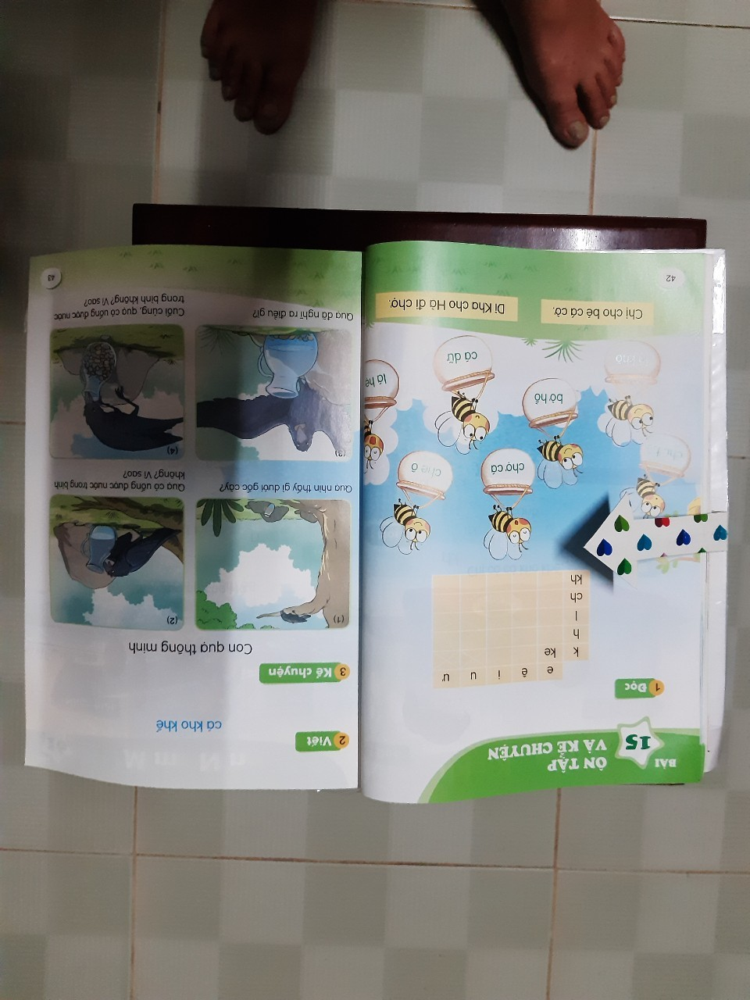 BÀI
15
ÔN TẬP
VÀ KỂ CHUYỆN
1 Đọc
e ê i u ư
k ke
h
l
ch
kh
chợ cá
che ô
bờ hồ
cá dữ
lá hẹ
Chị cho bé cá cờ.
Dì Kha cho Hà đi chợ.
42
2 Viết
cá kho khế
3 Kể chuyện
Con quạ thông minh
(1)
Quạ nhìn thấy gì dưới gốc cây?
(2)
Quạ có uống được nước trong bình
không? Vì sao?
(3)
Quạ đã nghĩ ra điều gì?
(4)
Cuối cùng, quạ có uống được nước
trong bình không? Vì sao?
43